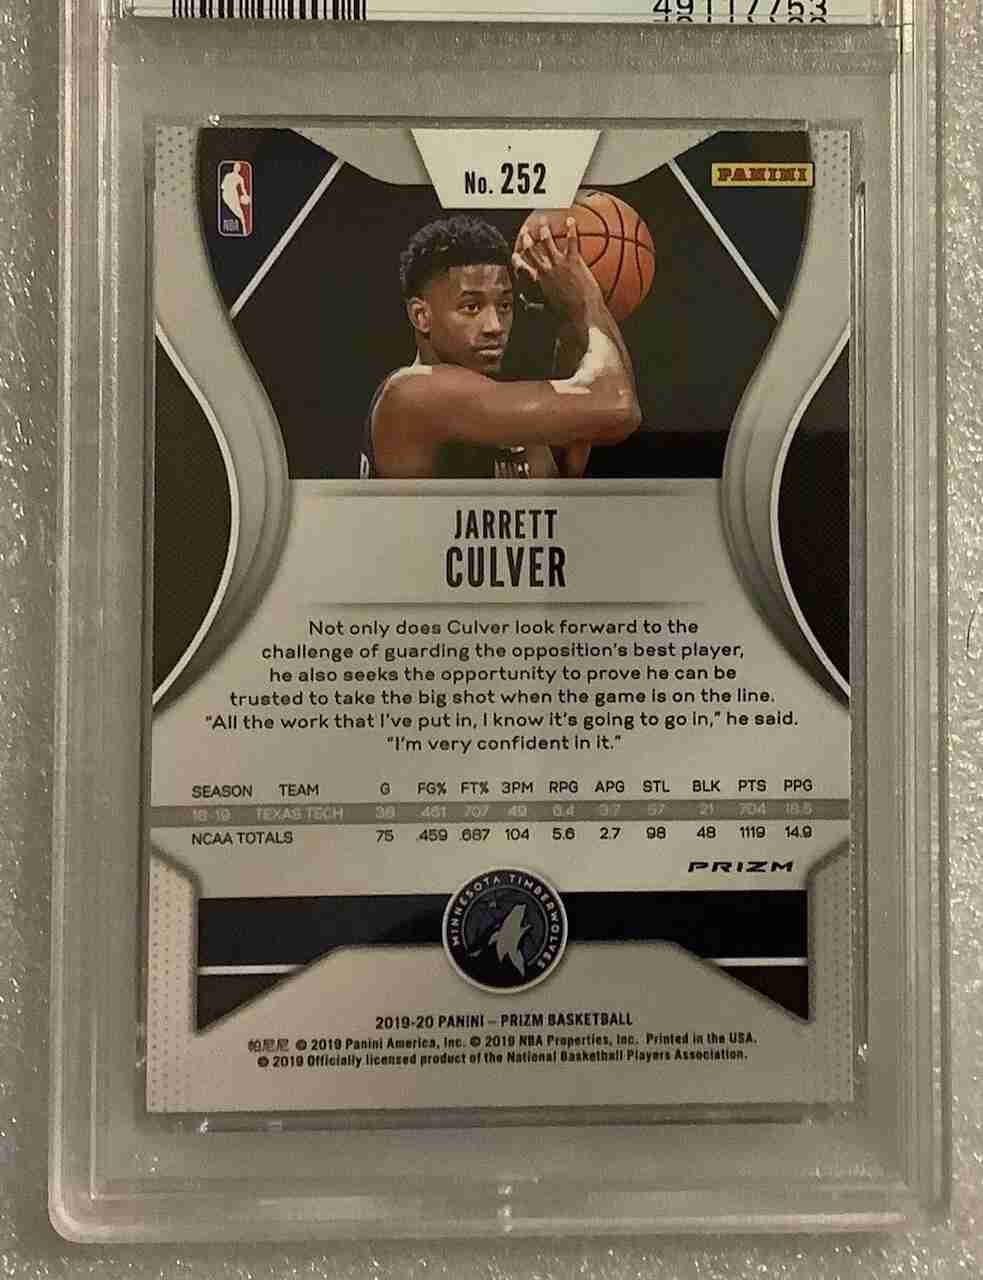 49117753
No. 252
NBA
PANINI
JARRETT
CULVER
Not only does Culver look forward to the
challenge of guarding the opposition's best player,
he also seeks the opportunity to prove he can be
trusted to take the big shot when the game is on the line.
"All the work that I've put in, I know it's going to go in," he said.
"I'm very confident in it."
SEASON TEAM G FG% FT% 3PM RPG APG STL BLK PTS PPG
18-19 TEXAS TECH 38 .461 .707 49 6.4 3.7 57 21 704 18.5
NCAA TOTALS 75 .459 .687 104 5.6 2.7 98 48 1119 14.9
PRIZM
MINNESOTA TIMBERWOLVES
2019-20 PANINI – PRIZM BASKETBALL
帕尼尼 © 2019 Panini America, Inc. © 2019 NBA Properties, Inc. Printed in the USA.
© 2019 Officially licensed product of the National Basketball Players Association.